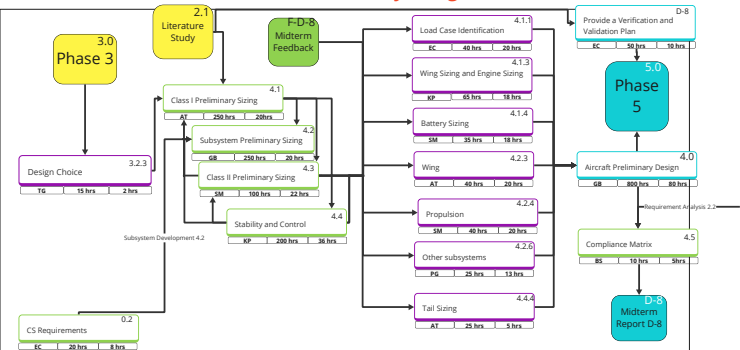 3.0
Phase 3
2.1
Literature
Study
F-D-8
Midterm
Feedback
4.1
Class I Preliminary Sizing
AT 250 hrs 20hrs
4.2
Subsystem Preliminary Sizing
GB 250 hrs 20 hrs
4.3
Class II Preliminary Sizing
SM 100 hrs 22 hrs
4.4
Stability and Control
KP 200 hrs 36 hrs
3.2.3
Design Choice
TG 15 hrs 2 hrs
Subsystem Development 4.2
0.2
CS Requirements
EC 20 hrs 8 hrs
4.1.1
Load Case Identification
EC 40 hrs 20 hrs
4.1.3
Wing Sizing and Engine Sizing
KP 65 hrs 18 hrs
4.1.4
Battery Sizing
SM 35 hrs 18 hrs
4.2.3
Wing
AT 40 hrs 20 hrs
4.2.4
Propulsion
SM 40 hrs 20 hrs
4.2.6
Other subsystems
PG 25 hrs 13 hrs
4.4.4
Tail Sizing
AT 25 hrs 5 hrs
D-8
Provide a Verification and
Validation Plan
EC 50 hrs 10 hrs
5.0
Phase
5
4.0
Aircraft Preliminary Design
GB 800 hrs 80 hrs
Requirement Analysis 2.2
4.5
Compliance Matrix
BS 10 hrs 5hrs
D-8
Midterm
Report D-8